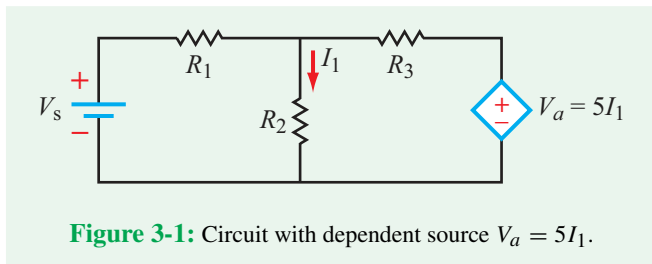 R1 I1 R3
+
Vs R2 + − Va = 5I1
−
Figure 3-1: Circuit with dependent source Va = 5I1.